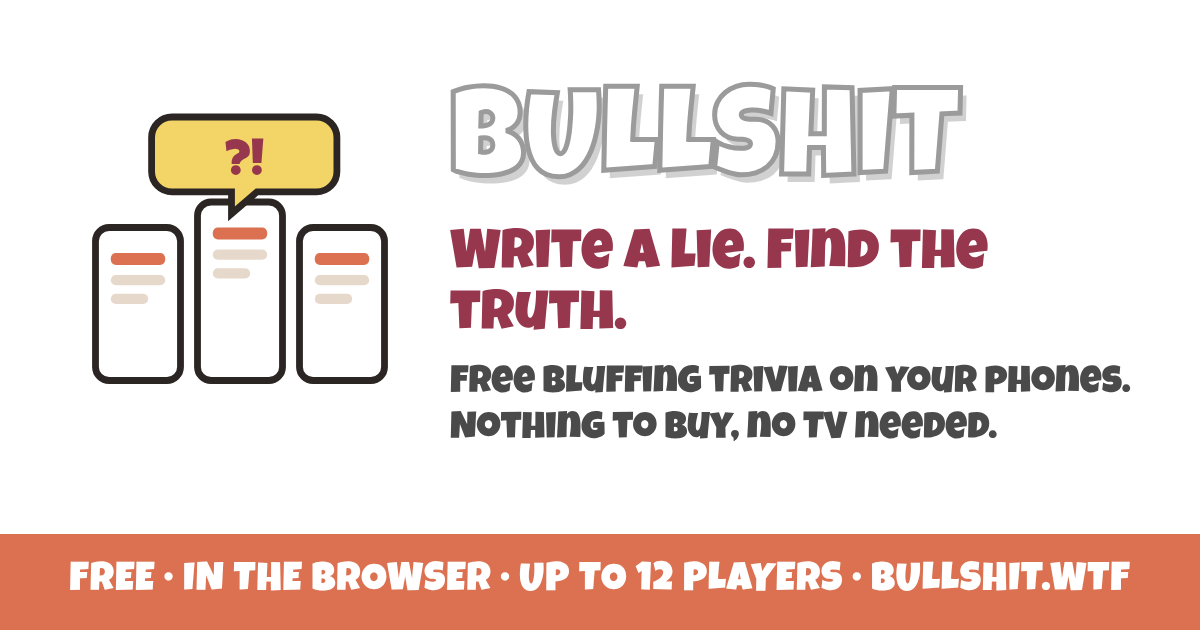 ?!
BULLSHIT
WRITE A LIE. FIND THE
TRUTH.
FREE BLUFFING TRIVIA ON YOUR PHONES.
NOTHING TO BUY, NO TV NEEDED.
FREE · IN THE BROWSER · UP TO 12 PLAYERS · BULLSHIT.WTF